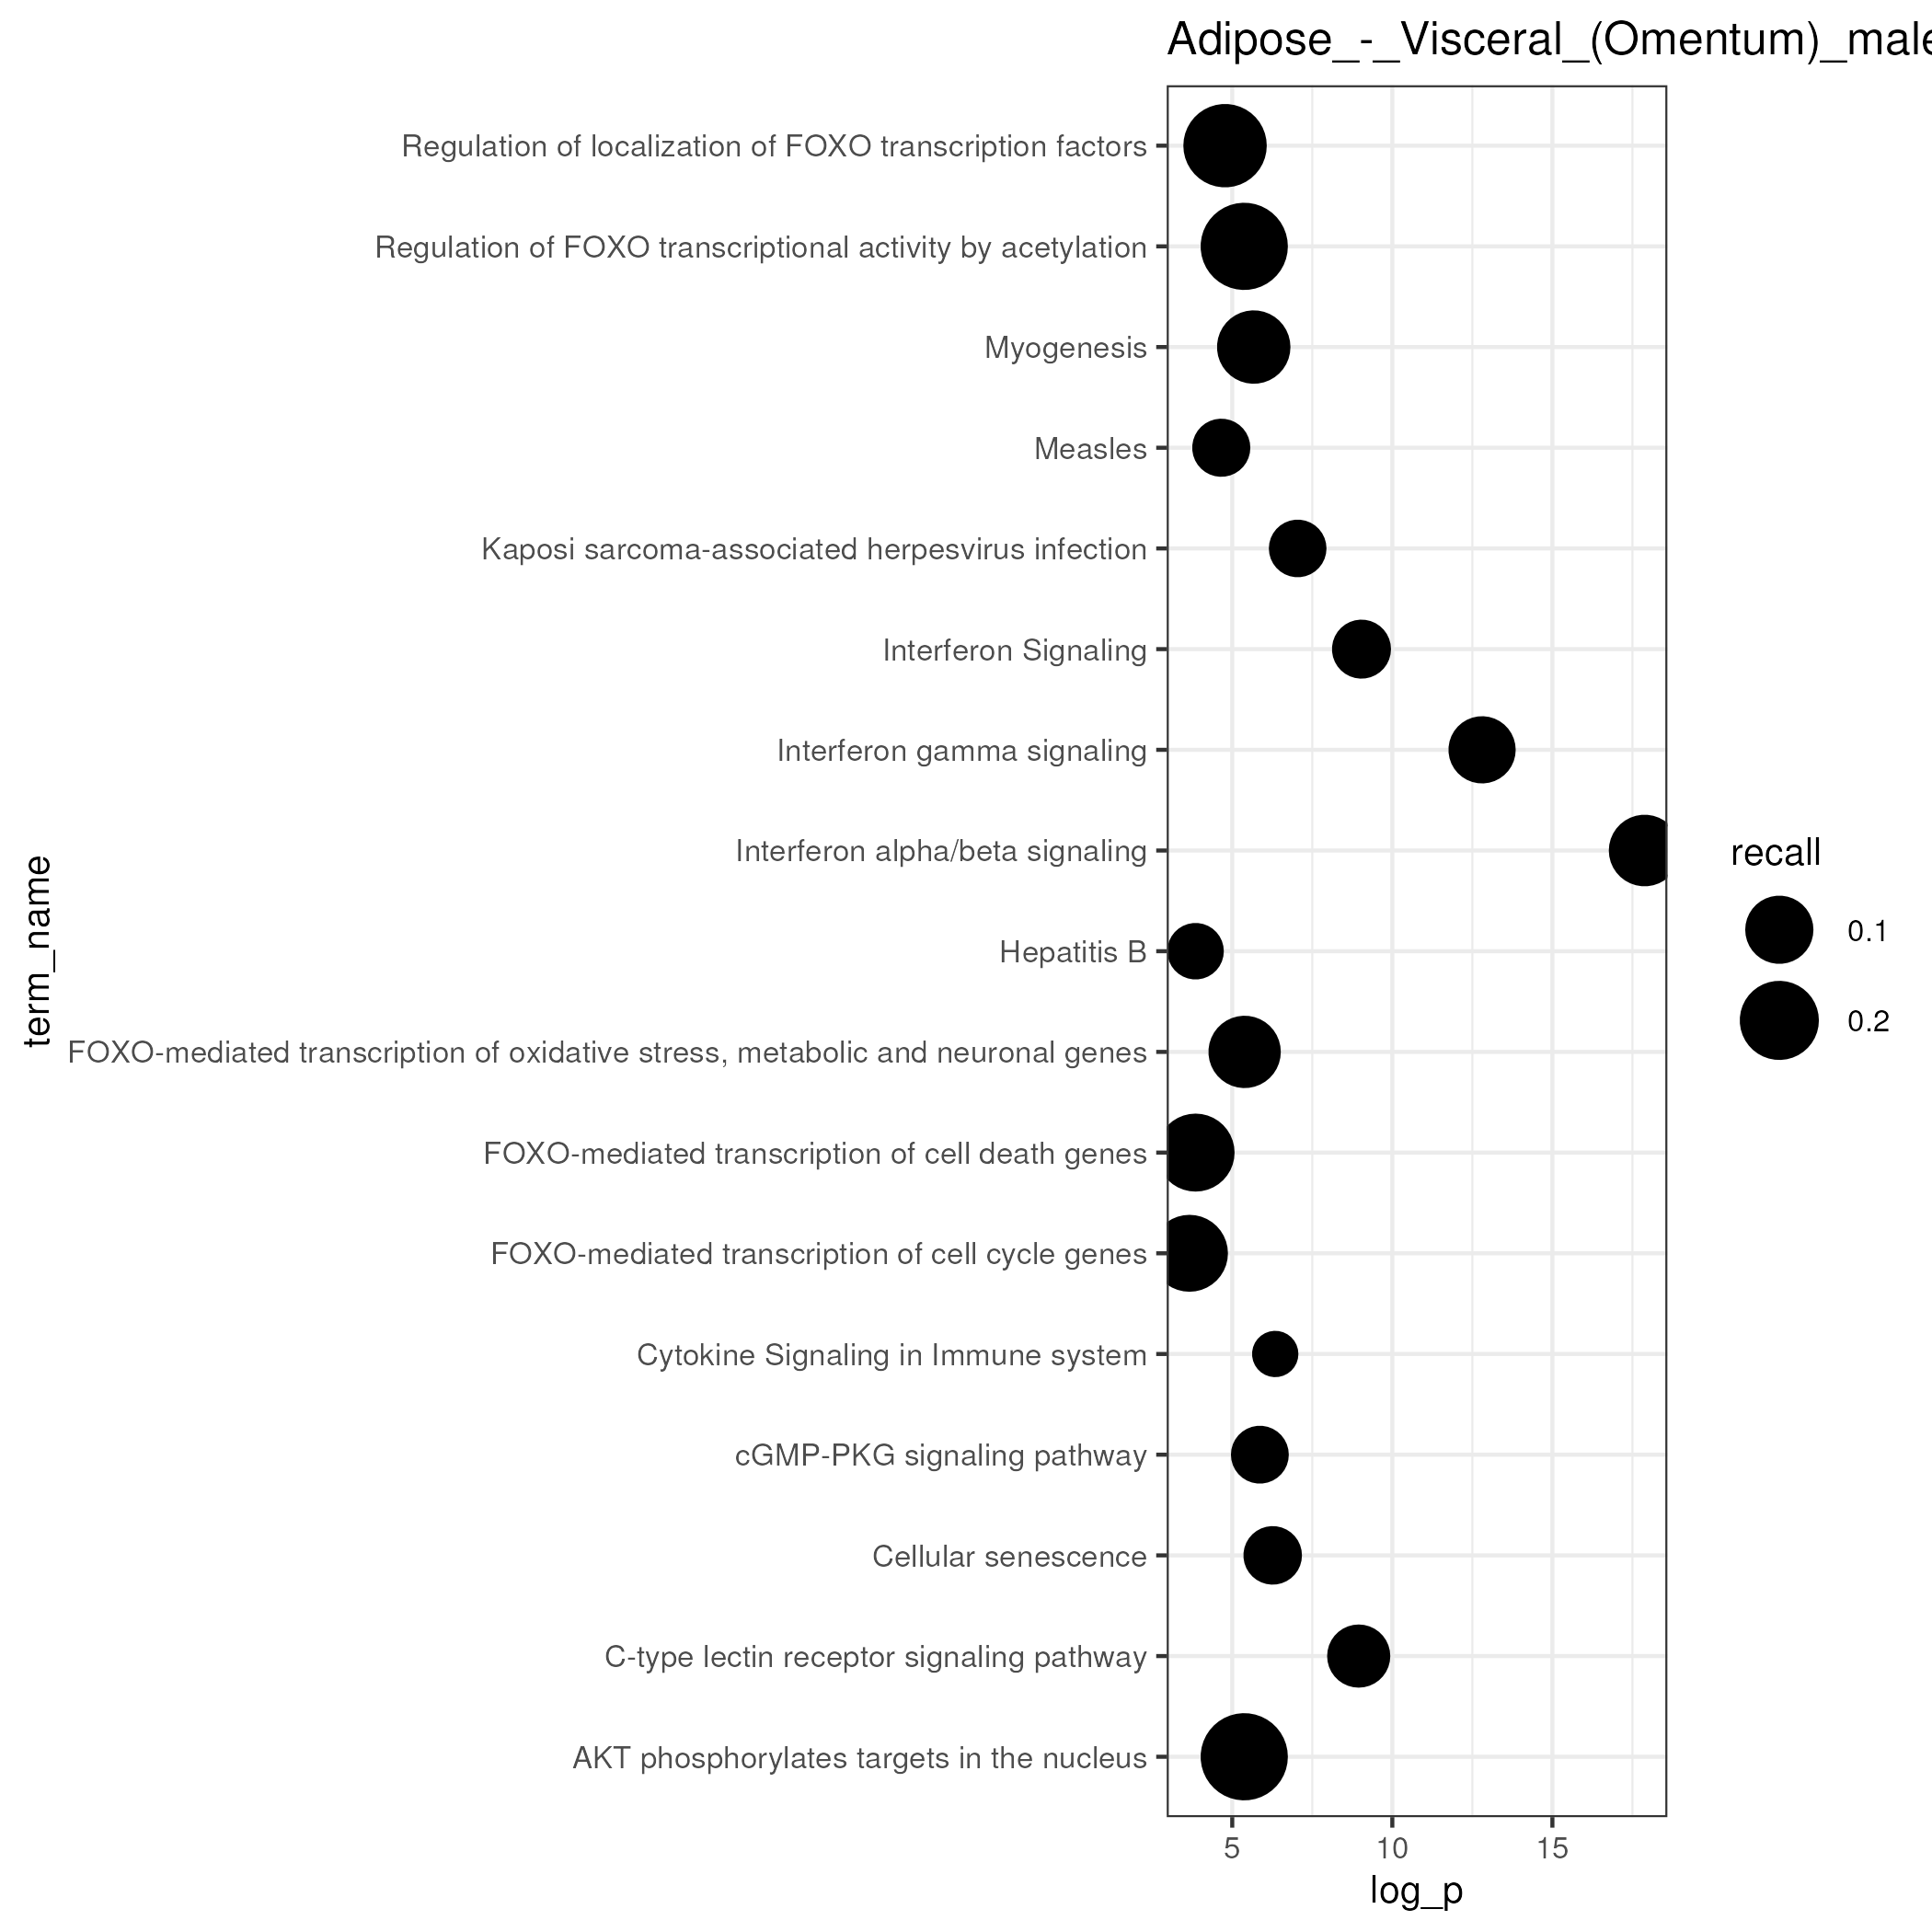 Adipose_-_Visceral_(Omentum)_male
Regulation of localization of FOXO transcription factors
Regulation of FOXO transcriptional activity by acetylation
Myogenesis
Measles
Kaposi sarcoma-associated herpesvirus infection
Interferon Signaling
Interferon gamma signaling
Interferon alpha/beta signaling
Hepatitis B
FOXO-mediated transcription of oxidative stress, metabolic and neuronal genes
FOXO-mediated transcription of cell death genes
FOXO-mediated transcription of cell cycle genes
Cytokine Signaling in Immune system
cGMP-PKG signaling pathway
Cellular senescence
C-type lectin receptor signaling pathway
AKT phosphorylates targets in the nucleus
term_name
5 10 15
log_p
recall
0.1
0.2